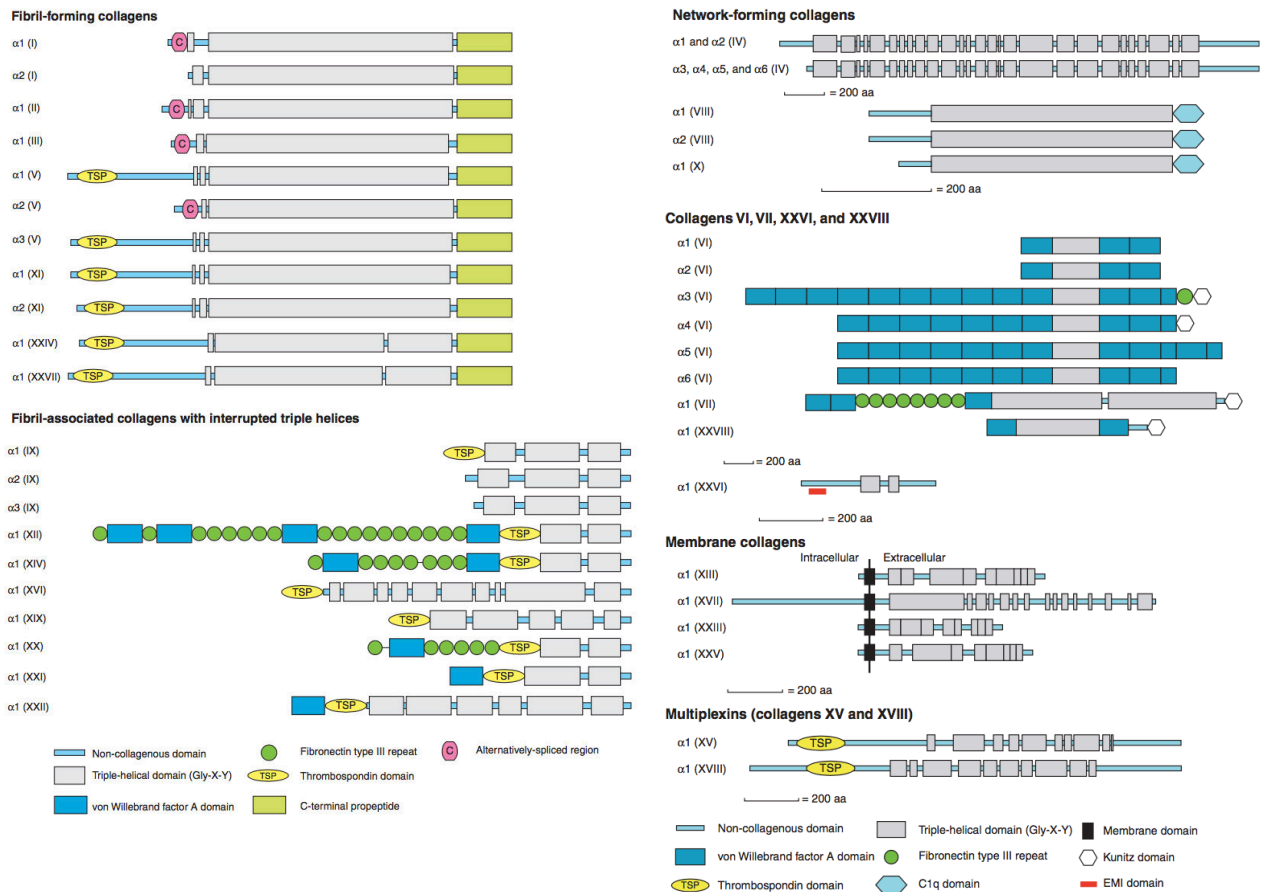 Fibril-forming collagens
α1 (I)
C
α2 (I)
α1 (II)
C
α1 (III)
C
α1 (V)
TSP
α2 (V)
C
α3 (V)
TSP
α1 (XI)
TSP
α2 (XI)
TSP
α1 (XXIV)
TSP
α1 (XXVII)
TSP
Fibril-associated collagens with interrupted triple helices
α1 (IX)
TSP
α2 (IX)
α3 (IX)
α1 (XII)
TSP
α1 (XIV)
TSP
α1 (XVI)
TSP
α1 (XIX)
TSP
α1 (XX)
TSP
α1 (XXI)
TSP
α1 (XXII)
TSP
Non-collagenous domain
Fibronectin type III repeat
C
Alternatively-spliced region
Triple-helical domain (Gly-X-Y)
TSP
Thrombospondin domain
von Willebrand factor A domain
C-terminal propeptide
Network-forming collagens
α1 and α2 (IV)
α3, α4, α5, and α6 (IV)
= 200 aa
α1 (VIII)
α2 (VIII)
α1 (X)
= 200 aa
Collagens VI, VII, XXVI, and XXVIII
α1 (VI)
α2 (VI)
α3 (VI)
α4 (VI)
α5 (VI)
α6 (VI)
α1 (VII)
α1 (XXVIII)
= 200 aa
α1 (XXVI)
= 200 aa
Membrane collagens
Intracellular
Extracellular
α1 (XIII)
α1 (XVII)
α1 (XXIII)
α1 (XXV)
= 200 aa
Multiplexins (collagens XV and XVIII)
α1 (XV)
TSP
α1 (XVIII)
TSP
= 200 aa
Non-collagenous domain
Triple-helical domain (Gly-X-Y)
Membrane domain
von Willebrand factor A domain
Fibronectin type III repeat
Kunitz domain
TSP
Thrombospondin domain
C1q domain
EMI domain